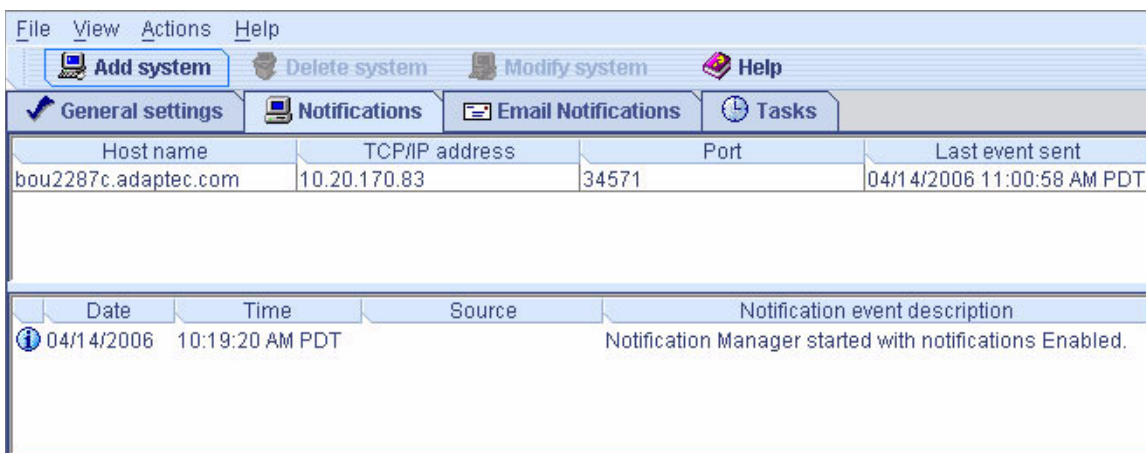 File View Actions Help
Add system Delete system Modify system Help
General settings Notifications Email Notifications Tasks
Host name TCP/IP address Port Last event sent
bou2287c.adaptec.com 10.20.170.83 34571 04/14/2006 11:00:58 AM PDT
Date Time Source Notification event description
04/14/2006 10:19:20 AM PDT Notification Manager started with notifications Enabled.